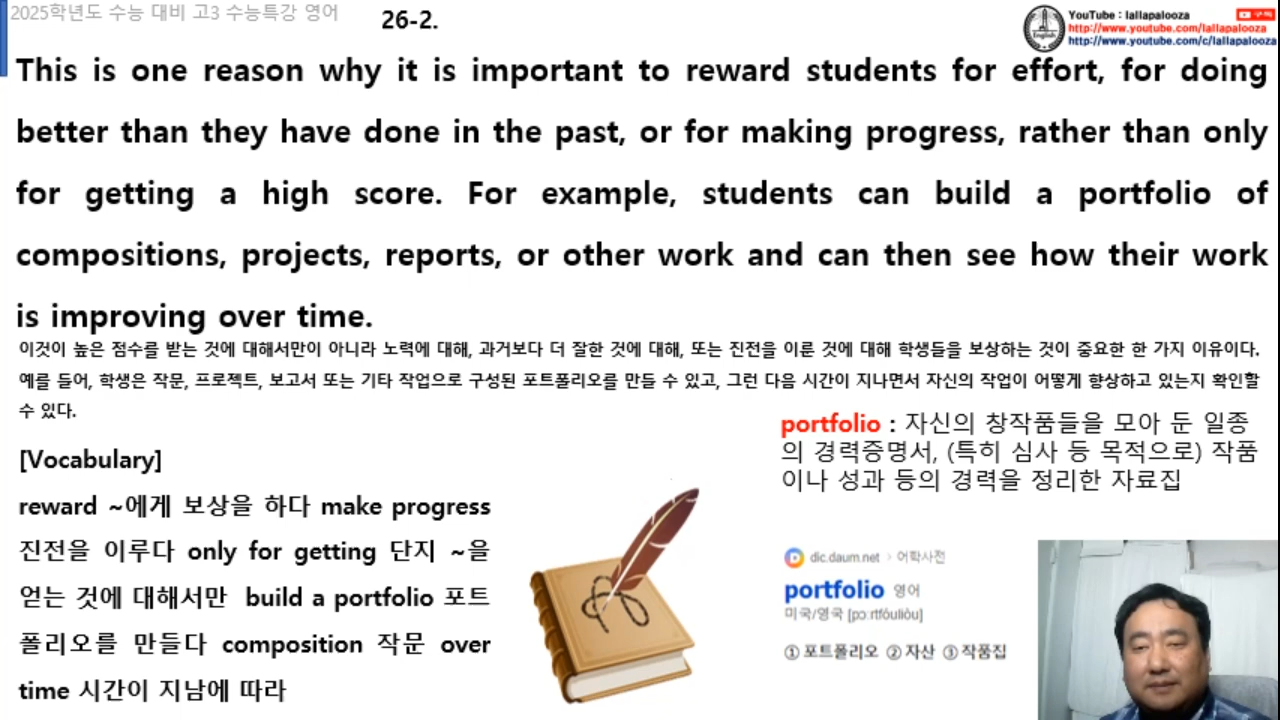 2025학년도 수능 대비 고3 수능특강 영어
26-2.
YouTube : lallapalooza
구독
http://www.youtube.com/lallapalooza
http://www.youtube.com/c/lallapalooza
English
This is one reason why it is important to reward students for effort, for doing
better than they have done in the past, or for making progress, rather than only
for getting a high score. For example, students can build a portfolio of
compositions, projects, reports, or other work and can then see how their work
is improving over time.
이것이 높은 점수를 받는 것에 대해서만이 아니라 노력에 대해, 과거보다 더 잘한 것에 대해, 또는 진전을 이룬 것에 대해 학생들을 보상하는 것이 중요한 한 가지 이유이다.
예를 들어, 학생은 작문, 프로젝트, 보고서 또는 기타 작업으로 구성된 포트폴리오를 만들 수 있고, 그런 다음 시간이 지나면서 자신의 작업이 어떻게 향상하고 있는지 확인할
수 있다.
[Vocabulary]
reward ~에게 보상을 하다 make progress
진전을 이루다 only for getting 단지 ~을
얻는 것에 대해서만 build a portfolio 포트
폴리오를 만들다 composition 작문 over
time 시간이 지남에 따라
portfolio : 자신의 창작품들을 모아 둔 일종
의 경력증명서, (특히 심사 등 목적으로) 작품
이나 성과 등의 경력을 정리한 자료집
dic.daum.net › 어학사전
portfolio 영어
미국/영국 [pɔːrtfóuliòu]
① 포트폴리오 ② 자산 ③ 작품집